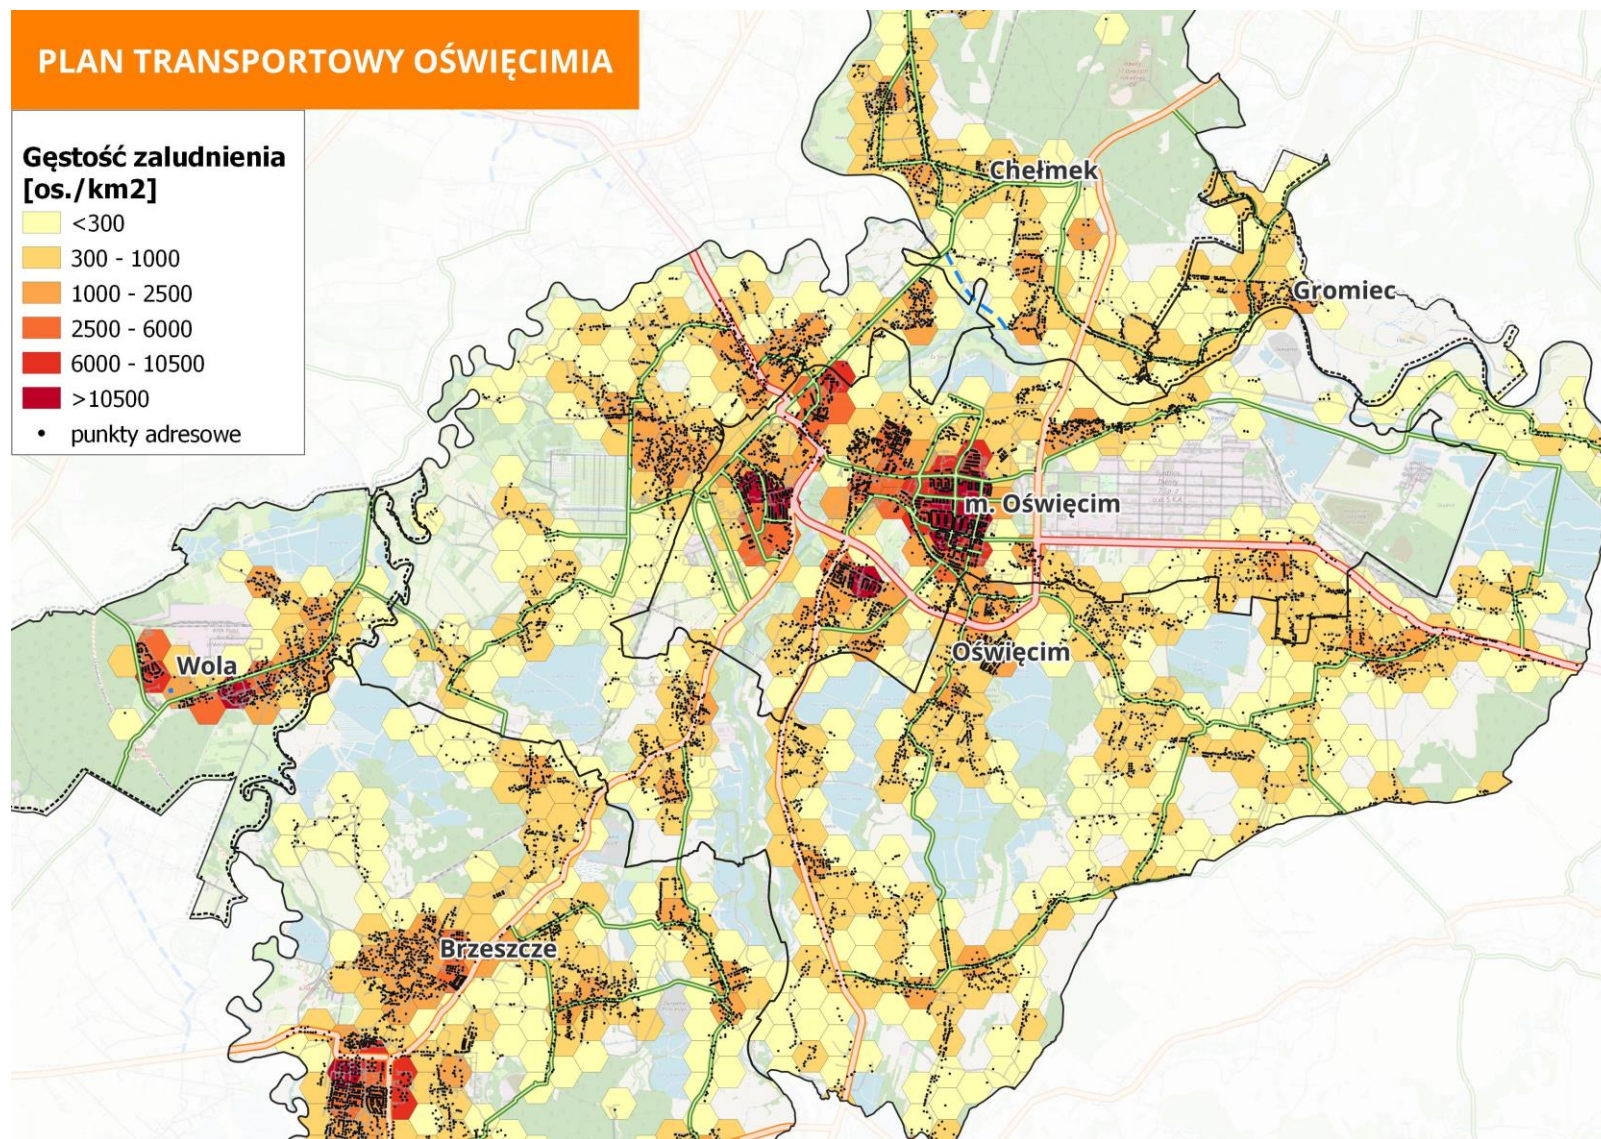 PLAN TRANSPORTOWY OŚWIĘCIMIA
Gęstość zaludnienia
[os./km2]
<300
300 - 1000
1000 - 2500
2500 - 6000
6000 - 10500
>10500
punkty adresowe
Chełmek
Gromiec
m. Oświęcim
Oświęcim
Wola
Brzeszcze